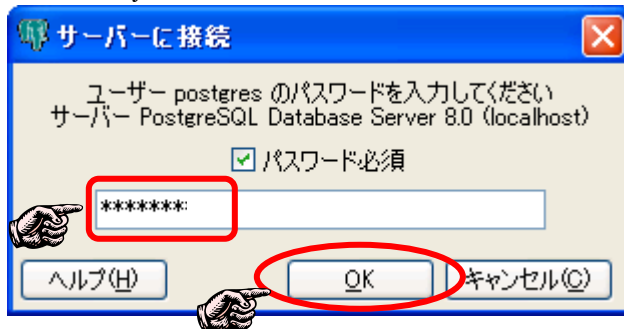 サーバーに接続
ユーザー postgres のパスワードを入力してください
サーバー PostgreSQL Database Server 8.0 (localhost)
パスワード必須
*******
ヘルプ(H)
OK
キャンセル(C)